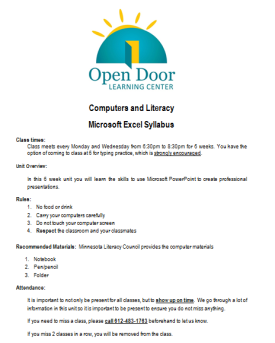 Open Door
LEARNING CENTER
Computers and Literacy
Microsoft Excel Syllabus
Class times:
Class meets every Monday and Wednesday from 6:30pm to 8:30pm for 6 weeks. You have the
option of coming to class at 6 for typing practice, which is strongly encouraged.
Unit Overview:
In this 6 week unit you will learn the skills to use Microsoft PowerPoint to create professional
presentations.
Rules:
1. No food or drink
2. Carry your computers carefully
3. Do not touch your computer screen
4. Respect the classroom and your classmates
Recommended Materials: Minnesota Literacy Council provides the computer materials
1. Notebook
2. Pen/pencil
3. Folder
Attendance:
It is important to not only be present for all classes, but to show up on time. We go through a lot of
information in this unit so it is important to be present to ensure you do not miss anything.
If you need to miss a class, please call 612-483-1763 beforehand to let us know.
If you miss 2 classes in a row, you will be removed from the class.